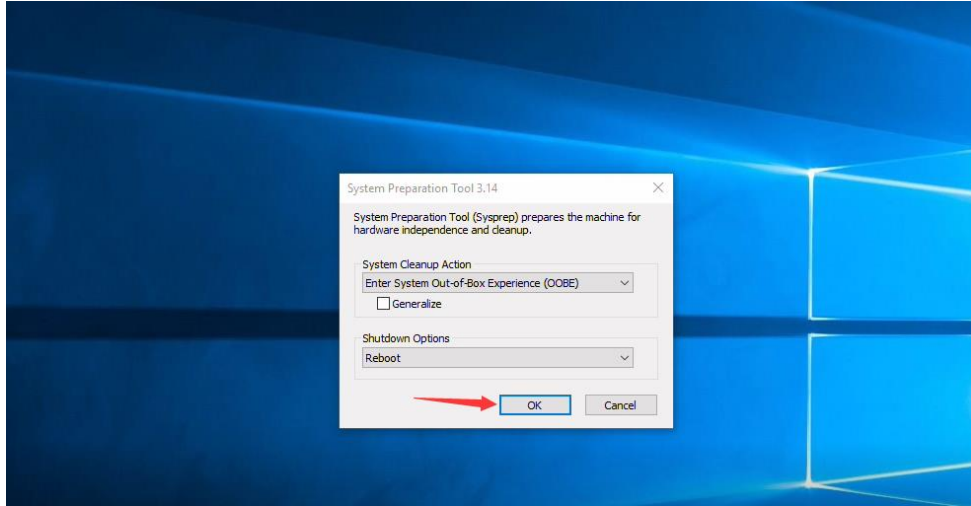 System Preparation Tool 3.14
System Preparation Tool (Sysprep) prepares the machine for
hardware independence and cleanup.
System Cleanup Action
Enter System Out-of-Box Experience (OOBE)
Generalize
Shutdown Options
Reboot
OK Cancel